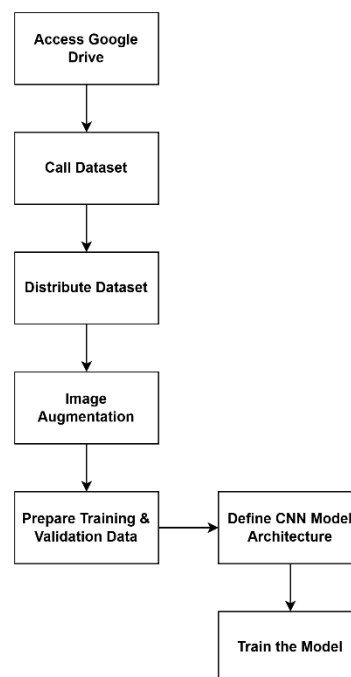 Access Google
Drive
Call Dataset
Distribute Dataset
Image
Augmentation
Prepare Training &
Validation Data
Define CNN Model
Architecture
Train the Model